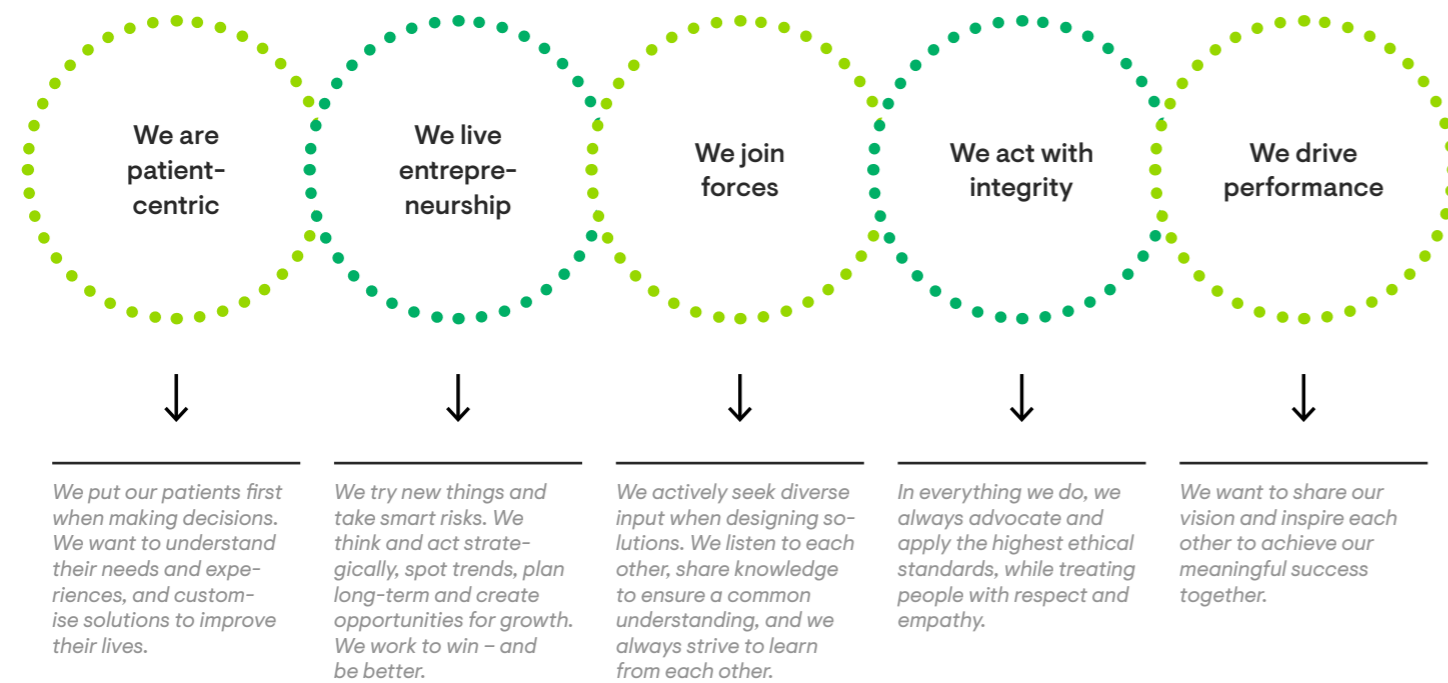 We are
patient-
centric
We live
entrepre-
neurship
We join
forces
We act with
integrity
We drive
performance
We put our patients first
when making decisions.
We want to understand
their needs and expe-
riences, and custom-
ise solutions to improve
their lives.
We try new things and
take smart risks. We
think and act strate-
gically, spot trends, plan
long-term and create
opportunities for growth.
We work to win – and
be better.
We actively seek diverse
input when designing so-
lutions. We listen to each
other, share knowledge
to ensure a common
understanding, and we
always strive to learn
from each other.
In everything we do, we
always advocate and
apply the highest ethical
standards, while treating
people with respect and
empathy.
We want to share our
vision and inspire each
other to achieve our
meaningful success
together.